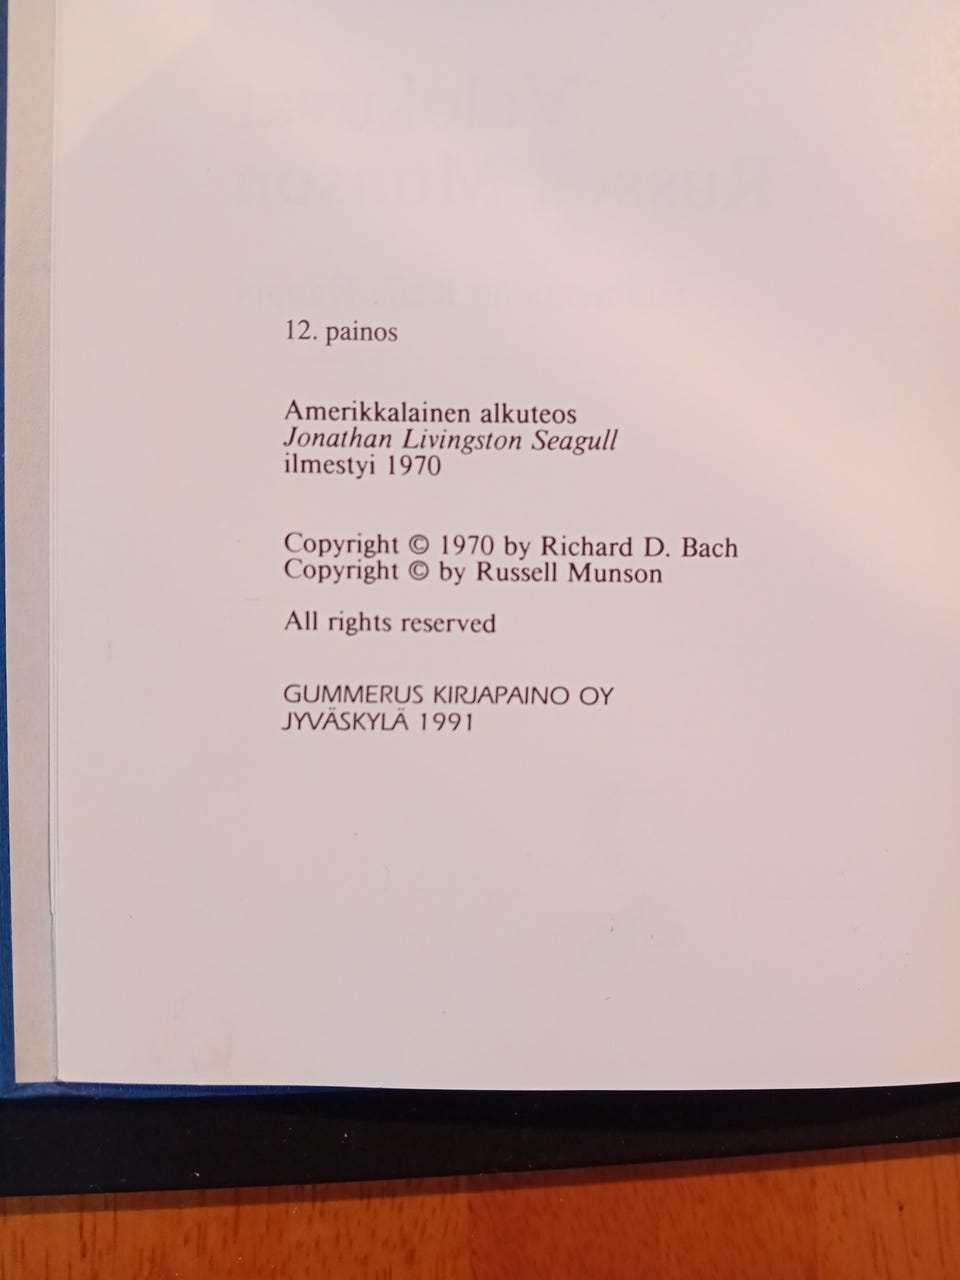 12. painos
Amerikkalainen alkuteos
Jonathan Livingston Seagull
ilmestyi 1970
Copyright © 1970 by Richard D. Bach
Copyright © by Russell Munson
All rights reserved
GUMMERUS KIRJAPAINO OY
JYVÄSKYLÄ 1991